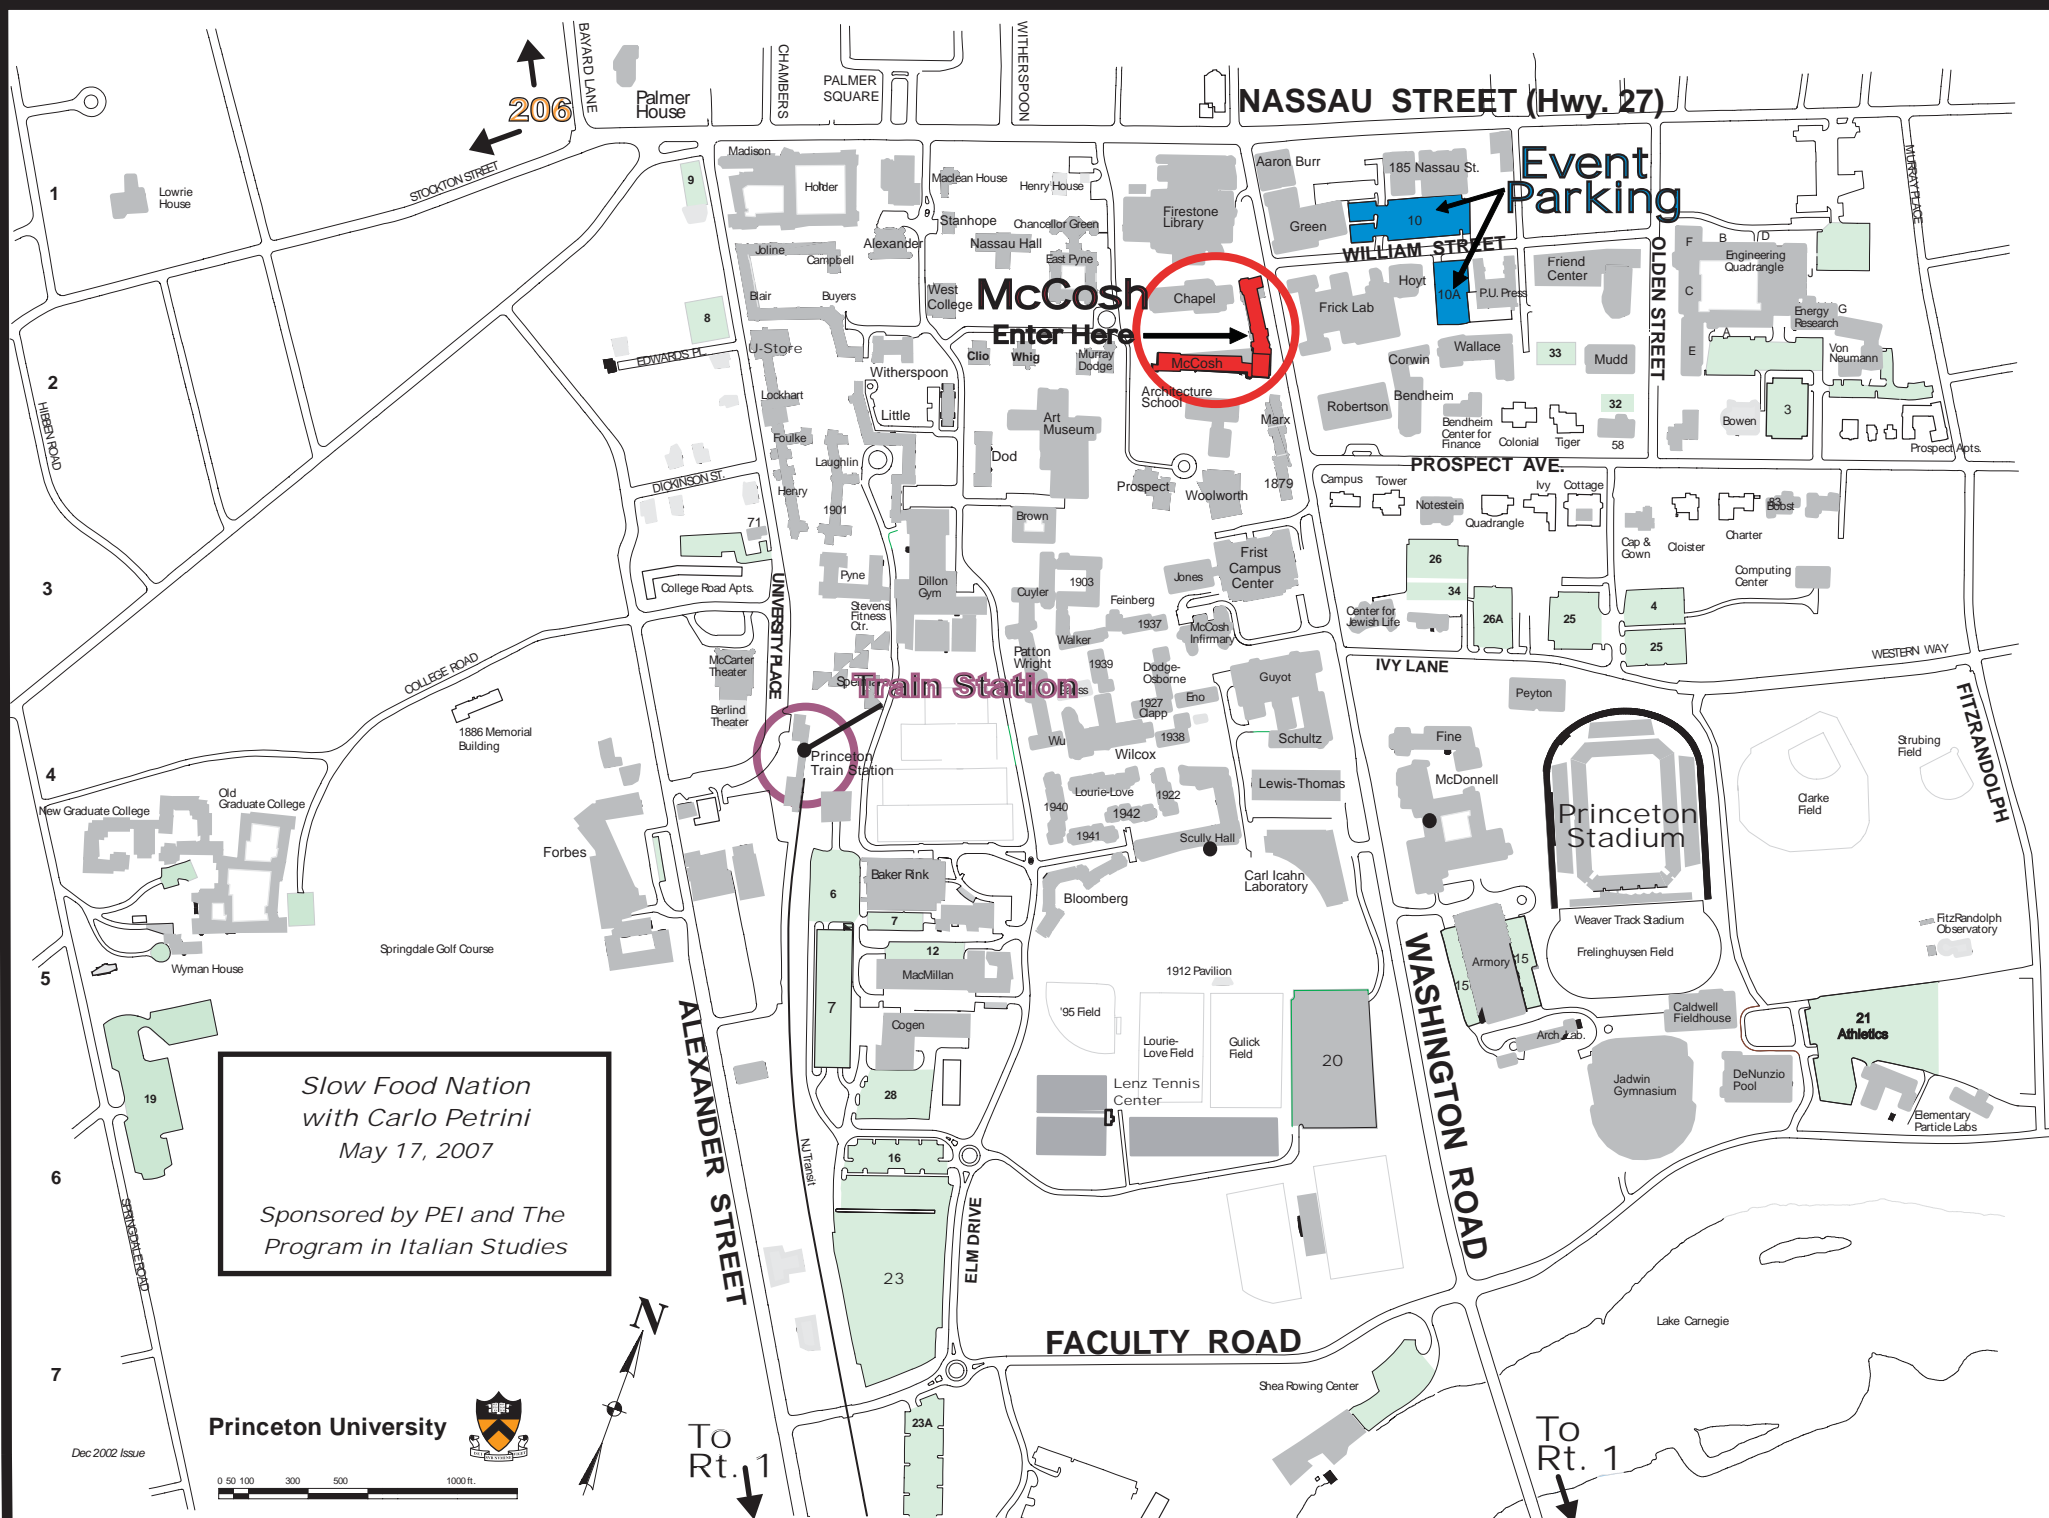 BAYARD LANE
CHAMBERS
PALMER
SQUARE
WITHERSPOON
206
Palmer
House
NASSAU STREET (Hwy. 27)
STOCKTON STREET
1
Lowrie
House
9
Madison
Holder
Maclean House
Henry House
Stanhope
Chancellor Green
Alexander
Nassau Hall
East Pyne
Joline
Campbell
Blair
Buyers
West
College
Firestone
Library
Aaron Burr
185 Nassau St.
Event
Parking
Green
10
WILLIAM STREET
10A
Hoyt
P.U. Press
Friend
Center
OLDEN STREET
MURRAY PLACE
F
B
D
Engineering
Quadrangle
C
G
Energy
Research
A
E
Von
Neumann
McCosh
Enter Here
Chapel
McCosh
Frick Lab
Wallace
Corwin
33
Mudd
8
EDWARDS PL.
U-Store
Clio
Whig
Murray
Dodge
Witherspoon
Architecture
School
2
HIBBEN ROAD
Lockhart
Little
Art
Museum
Marx
Robertson
Bendheim
Bendheim
Center for
Finance
Colonial
Tiger
32
58
Bowen
3
Prospect Apts.
Foulke
Laughlin
Dod
Prospect
Woolworth
1879
PROSPECT AVE.
DICKINSON ST.
Henry
1901
71
Brown
Campus
Tower
Notestein
Quadrangle
Ivy
Cottage
Cap &
Gown
Cloister
Charter
83
Bobst
Computing
Center
3
College Road Apts.
UNIVERSITY PLACE
Pyne
Dillon
Gym
Stevens
Fitness
Ctr.
Cuyler
1903
Feinberg
Jones
Frist
Campus
Center
26
34
26A
25
4
25
Center for
Jewish Life
1937
McCosh
Infirmary
Walker
Patton
Wright
1939
Dodge-
Osborne
IVY LANE
WESTERN WAY
COLLEGE ROAD
McCarter
Theater
Berlind
Theater
Train Station
Princeton
Train Station
1927
Clapp
Eno
1938
Wu
Wilcox
Guyot
Schultz
Peyton
FITZRANDOLPH
1886 Memorial
Building
4
New Graduate College
Old
Graduate College
Lourie-Love
1940
1922
1942
1941
Scully Hall
Lewis-Thomas
Fine
McDonnell
Princeton
Stadium
Clarke
Field
Strubing
Field
Forbes
6
Baker Rink
7
Bloomberg
Carl Icahn
Laboratory
Weaver Track Stadium
Frelinghuysen Field
FitzRandolph
Observatory
Springdale Golf Course
Wyman House
5
12
MacMillan
7
Cogen
28
1912 Pavilion
'95 Field
Lourie-
Love Field
Gulick
Field
20
WASHINGTON ROAD
Armory
15
15
Arch. Lab.
Caldwell
Fieldhouse
21
Athletics
Jadwin
Gymnasium
DeNunzio
Pool
Elementary
Particle Labs
19
Slow Food Nation
with Carlo Petrini
May 17, 2007
Sponsored by PEI and The
Program in Italian Studies
ALEXANDER STREET
Lenz Tennis
Center
6
SPRINGDALE ROAD
NJ Transit
16
23
ELM DRIVE
FACULTY ROAD
Lake Carnegie
N
7
Shea Rowing Center
Princeton University
Dec 2002 Issue
0 50 100 300 500 1000 ft.
23A
To
Rt. 1
To
Rt. 1